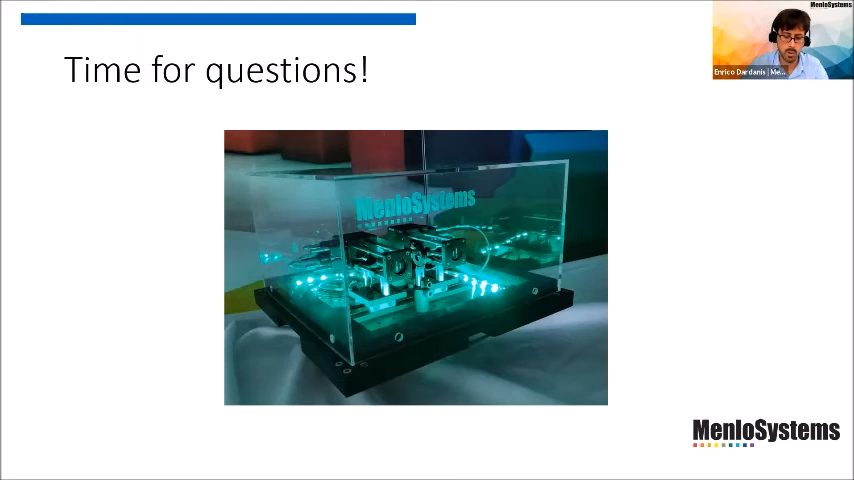 MenloSystems
Enrico Dardanis | Me...
Time for questions!
MenloSystems
MenloSystems